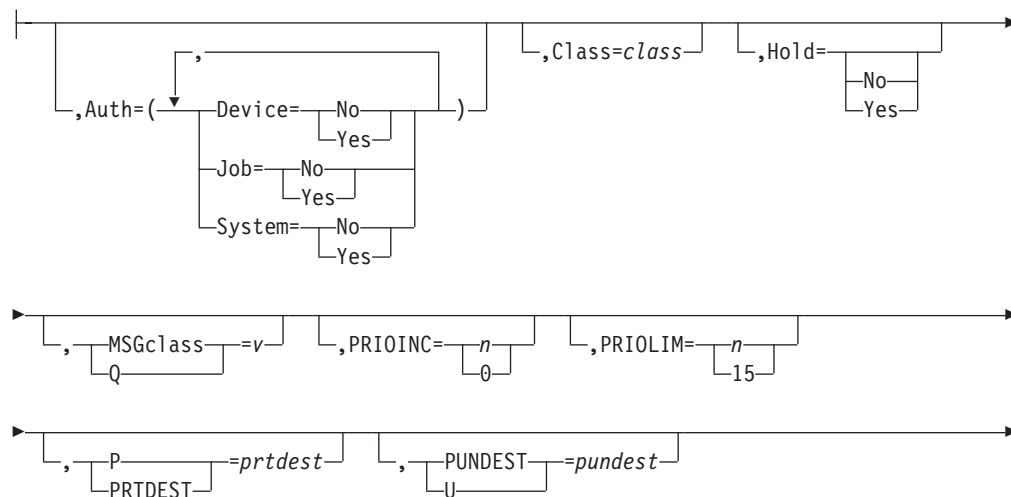 ,
,Auth=( Device= No ) ,Class=class ,Hold= No
Yes Yes
Job= No
Yes
System= No
Yes
, MSGclass =v ,PRIOINC= n ,PRIOLIM= n
Q 0 15
, P =prtdest , PUNDEST =pundest
PRTDEST U